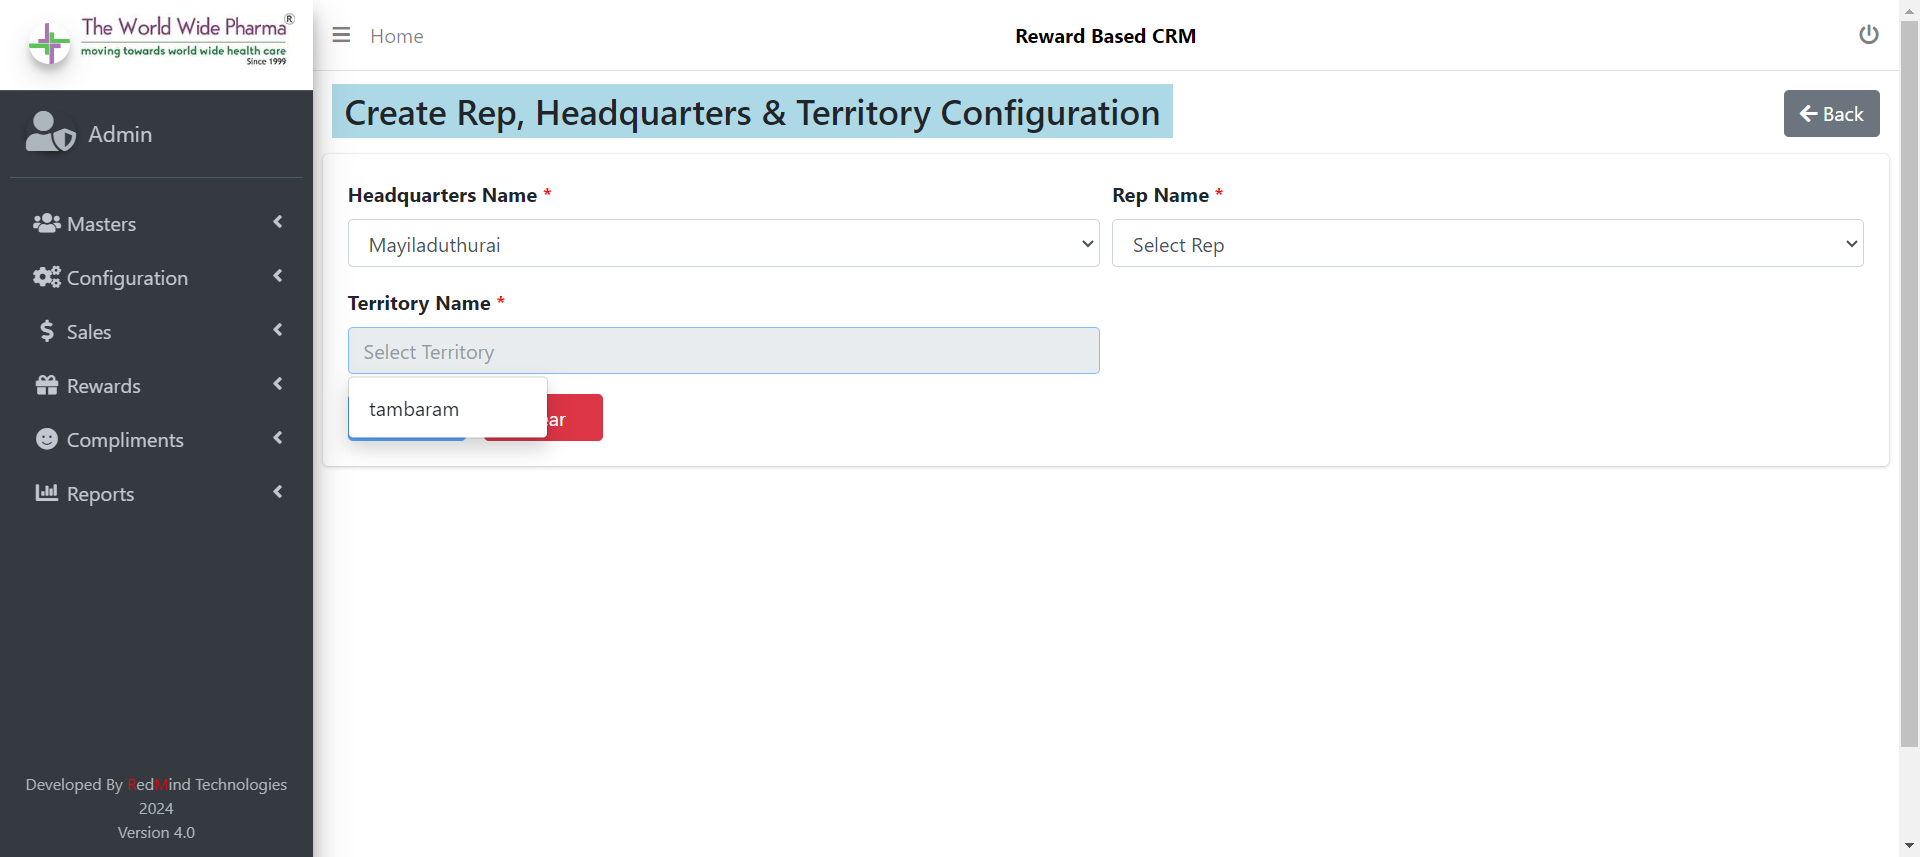 The World Wide Pharma®
moving towards world wide health care
Since 1999
Home
Reward Based CRM
Admin
Masters
Configuration
Sales
Rewards
Compliments
Reports
Developed By RedMind Technologies
2024
Version 4.0
Create Rep, Headquarters & Territory Configuration
Back
Headquarters Name *
Rep Name *
Mayiladuthurai
Select Rep
Territory Name *
Select Territory
tambaram